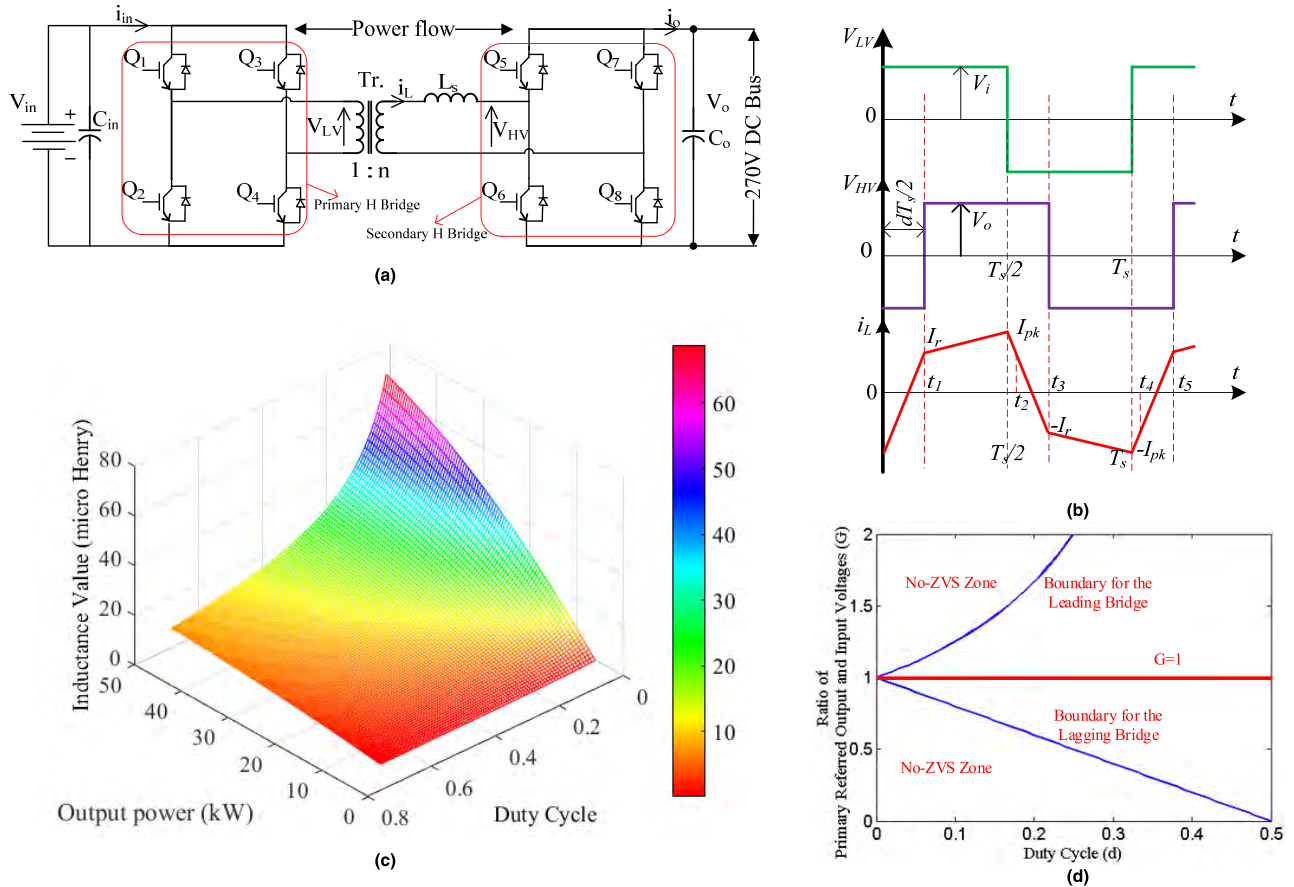 i_in
Power flow
i_o
Q1
Q3
Q5
Q7
Tr.
i_L
L_s
V_in
+
C_in
−
V_LV
V_HV
V_o
C_o
270V DC Bus
1 : n
Q2
Q4
Q6
Q8
Primary H Bridge
Secondary H Bridge
(a)
V_LV
V_i
0
t
V_HV
dT_s/2
V_o
0
t
T_s/2
T_s
i_L
I_r
I_pk
t
0
t_1
t_2
t_3
t_4
t_5
-I_r
T_s/2
T_s
-I_pk
(b)
Inductance Value (micro Henry)
80
60
40
20
0
50
40
30
20
10
0
Output power (kW)
0.8
0.6
0.4
0.2
0
Duty Cycle
60
50
40
30
20
10
(c)
Ratio of
Primary Referred Output and Input Voltages (G)
2
1.5
1
0.5
0
No-ZVS Zone
Boundary for the
Leading Bridge
G=1
Boundary for the
Lagging Bridge
No-ZVS Zone
0
0.1
0.2
0.3
0.4
0.5
Duty Cycle (d)
(d)